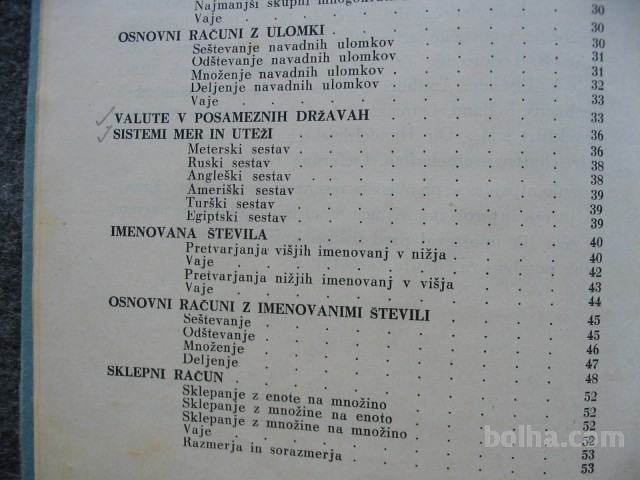 Najmanjši skupni
Vaje . . . . . . . . . 30
OSNOVNI RAČUNI Z ULOMKI . . . . . 30
Seštevanje navadnih ulomkov . . . . 30
Odštevanje navadnih ulomkov . . . . 31
Množenje navadnih ulomkov . . . . 31
Deljenje navadnih ulomkov . . . . 32
Vaje . . . . . . . . . 33
VALUTE V POSAMEZNIH DRŽAVAH . . . . 33
SISTEMI MER IN UTEŽI . . . . . . 36
Meterski sestav . . . . . . . 36
Ruski sestav . . . . . . . 38
Angleški sestav . . . . . . . 38
Ameriški sestav . . . . . . . 39
Turški sestav . . . . . . . 39
Egiptski sestav . . . . . . . 39
IMENOVANA ŠTEVILA . . . . . . 40
Pretvarjanja višjih imenovanj v nižja . . . 40
Vaje . . . . . . . . . 42
Pretvarjanja nižjih imenovanj v višja . . . 43
Vaje . . . . . . . . . 44
OSNOVNI RAČUNI Z IMENOVANIMI ŠTEVILI . . . 45
Seštevanje . . . . . . . . 45
Odštevanje . . . . . . . . 46
Množenje . . . . . . . . 47
Deljenje . . . . . . . . 48
SKLEPNI RAČUN . . . . . . . 52
Sklepanje z enote na množino . . . . 52
Sklepanje z množine na enoto . . . .
Sklepanje z množine na množino . . . . 52
Vaje . . . . . . . . . 53
Razmerja in sorazmerja . . . . . . 53
bolha.com